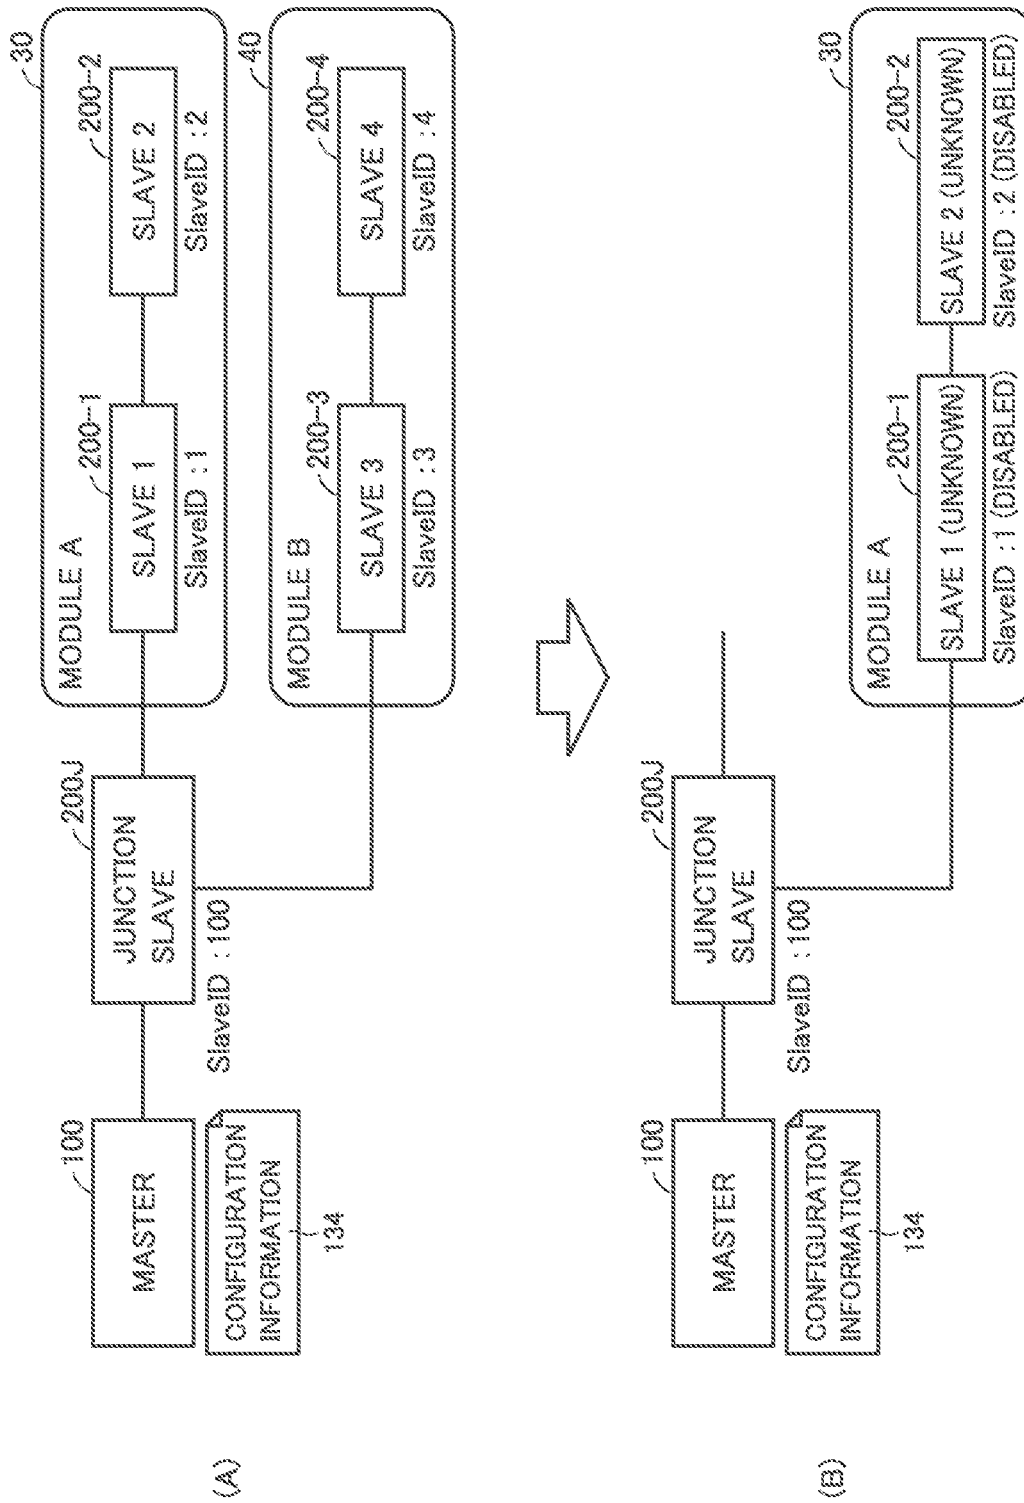 (A)
100
MASTER
CONFIGURATION
INFORMATION
134
200J
JUNCTION
SLAVE
SlaveID : 100
30
MODULE A
200-1
SLAVE 1
SlaveID : 1
200-2
SLAVE 2
SlaveID : 2
40
MODULE B
200-3
SLAVE 3
SlaveID : 3
200-4
SLAVE 4
SlaveID : 4
(B)
100
MASTER
CONFIGURATION
INFORMATION
134
200J
JUNCTION
SLAVE
SlaveID : 100
30
MODULE A
200-1
SLAVE 1 (UNKNOWN)
SlaveID : 1 (DISABLED)
200-2
SLAVE 2 (UNKNOWN)
SlaveID : 2 (DISABLED)